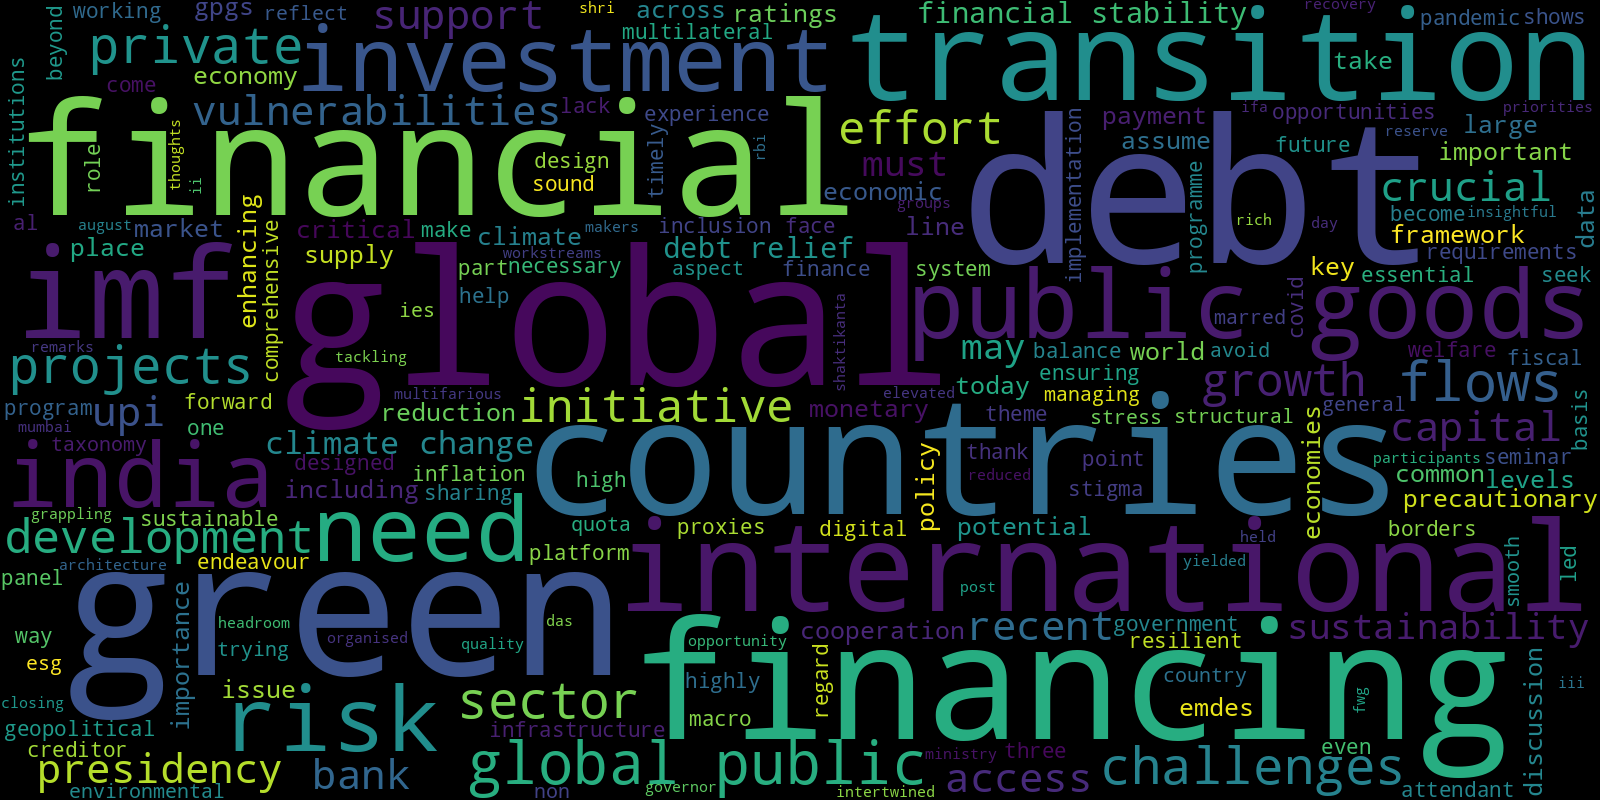 working
gpgs
reflect
support
shri
across
ratings
multilateral
financial stability
recovery
pandemic
shows
beyond
private
investment
transition
take
economy
come
institutions
vulnerabilities
lack
experience
effort
payment
ifa
opportunities
priorities
reserve
large
financial
role
thoughts
ii
design
sound
timely
rbi
must
economic
groups
debt
implementation
assume
programme
future
important
crucial
rich
day
become
insightful
data
framework
requirements
al
august
market
enhancing
comprehensive
critical
make
climate
makers
inclusion
face
line
place
supply
workstreams
debt relief
part
necessary
aspect
finance
system
key
essential
seek
imf
global
help
ies
tackling
shaktikanta
public
goods
marred
covid
remarks
projects
may
balance
world
avoid
welfare
fiscal
multifarious
elevated
today
ensuring
managing
growth
flows
program
upi
forward
reduction
initiative
monetary
theme
stress
structural
general
basis
mumbai
one
taxonomy
climate change
countries
thank
point
economies
capital
india
designed
inflation
high
policy
reduced
participants
seminar
including
sharing
stigma
common
levels
precautionary
grappling
sustainable
need
quota
proxies
digital
potential
borders
development
platform
international
held
architecture
endeavour
yielded
smooth
led
panel
green
post
importance
headroom
das
way
organised
quality
opportunity
cooperation
recent
government
sustainability
trying
resilient
esg
issue
financing
highly
regard
country
discussion
iii
closing
risk
sector
macro
emdes
fwg
geopolitical
infrastructure
creditor
global public
ministry
three
even
challenges
presidency
bank
access
environmental
non
governor
intertwined
attendant